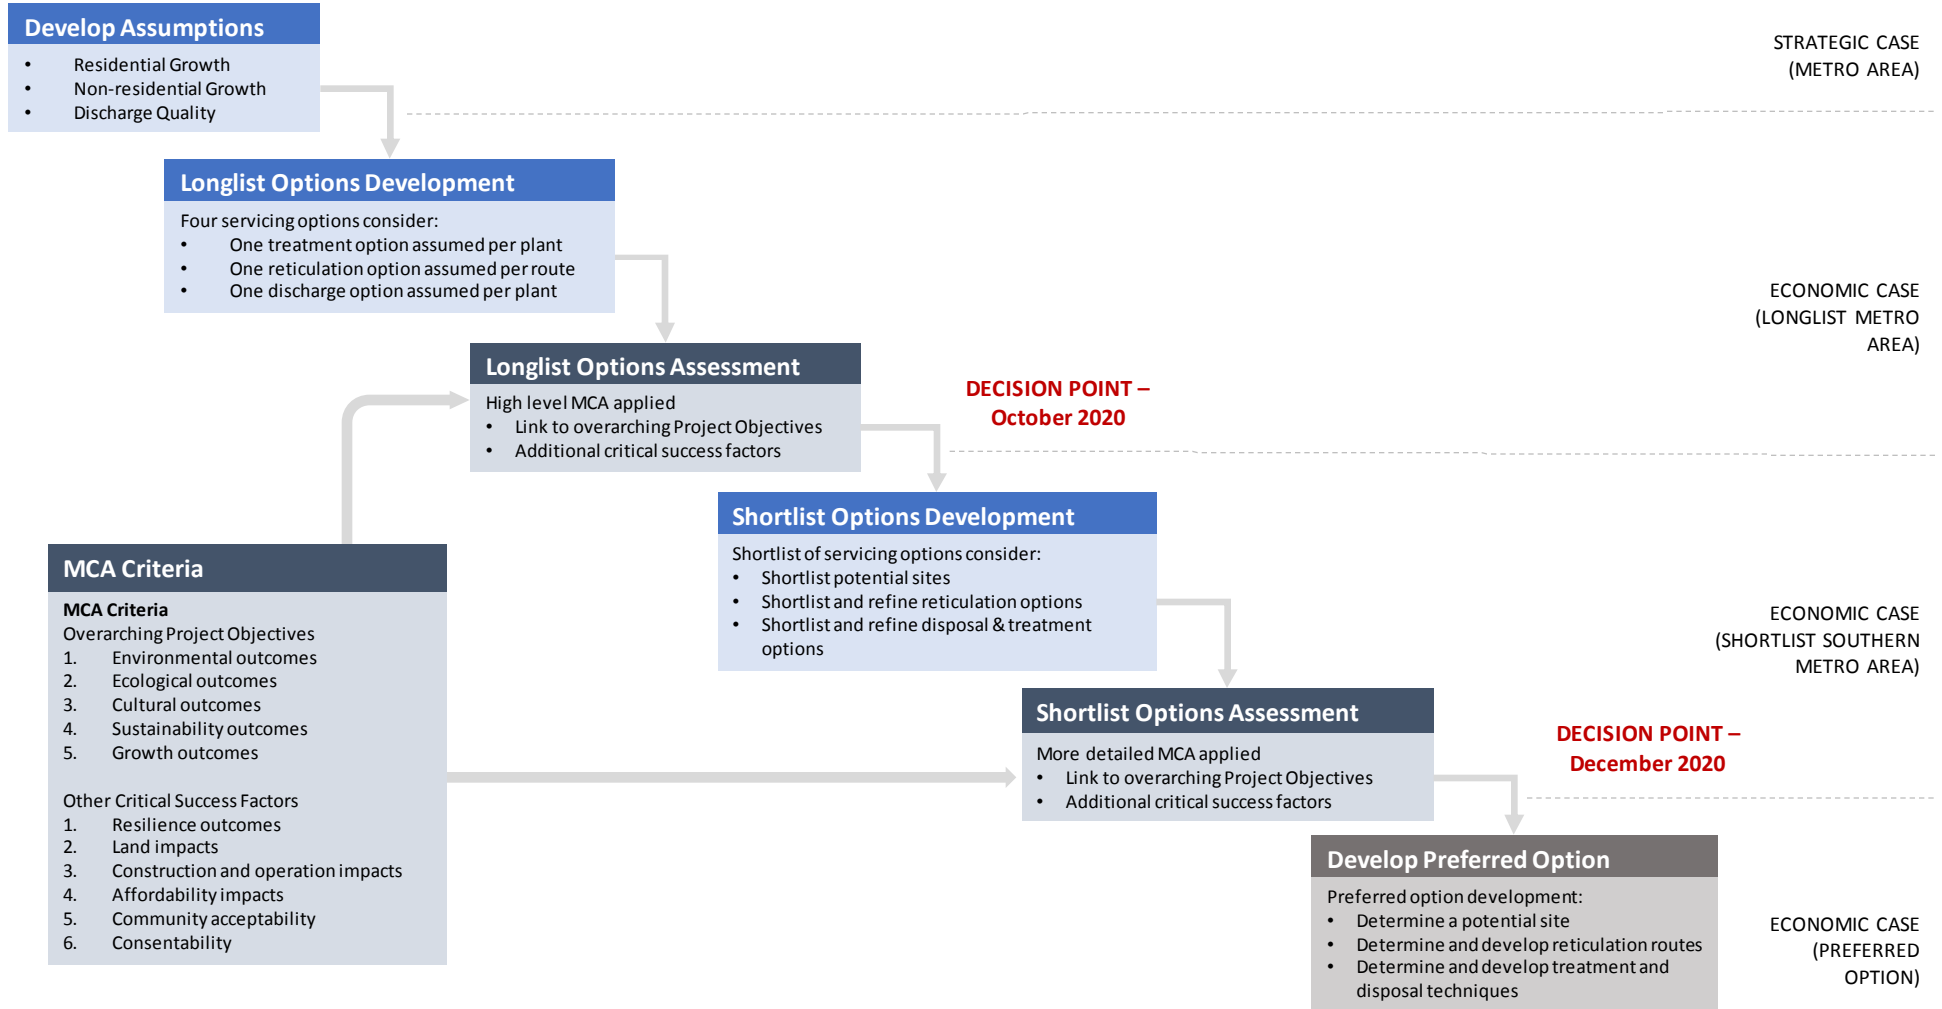 Develop Assumptions
• Residential Growth
• Non-residential Growth
• Discharge Quality
STRATEGIC CASE
(METRO AREA)
Longlist Options Development
Four servicing options consider:
• One treatment option assumed per plant
• One reticulation option assumed per route
• One discharge option assumed per plant
ECONOMIC CASE
(LONGLIST METRO
AREA)
Longlist Options Assessment
High level MCA applied
• Link to overarching Project Objectives
• Additional critical success factors
DECISION POINT –
October 2020
Shortlist Options Development
Shortlist of servicing options consider:
• Shortlist potential sites
• Shortlist and refine reticulation options
• Shortlist and refine disposal & treatment
options
ECONOMIC CASE
(SHORTLIST SOUTHERN
METRO AREA)
MCA Criteria
MCA Criteria
Overarching Project Objectives
1. Environmental outcomes
2. Ecological outcomes
3. Cultural outcomes
4. Sustainability outcomes
5. Growth outcomes
Other Critical Success Factors
1. Resilience outcomes
2. Land impacts
3. Construction and operation impacts
4. Affordability impacts
5. Community acceptability
6. Consentability
Shortlist Options Assessment
More detailed MCA applied
• Link to overarching Project Objectives
• Additional critical success factors
DECISION POINT –
December 2020
Develop Preferred Option
Preferred option development:
• Determine a potential site
• Determine and develop reticulation routes
• Determine and develop treatment and
disposal techniques
ECONOMIC CASE
(PREFERRED
OPTION)